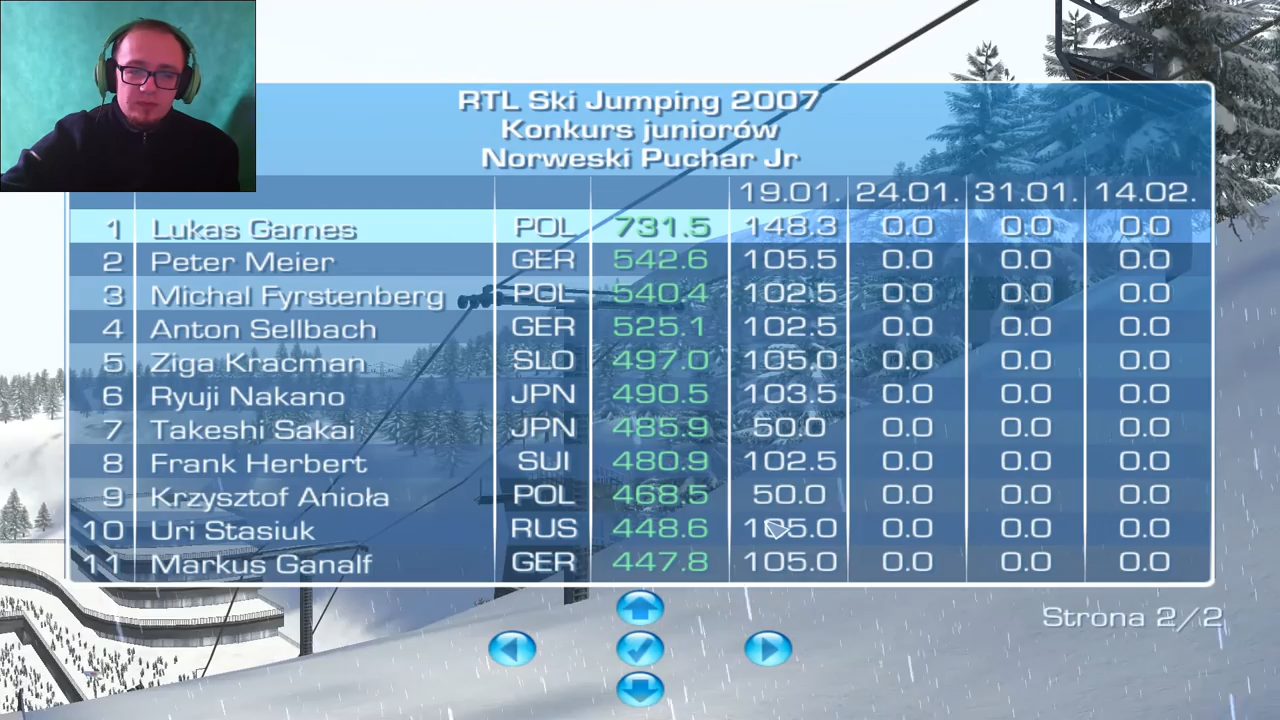 RTL Ski Jumping 2007
Konkurs juniorów
Norweski Puchar Jr
19.01. 24.01. 31.01. 14.02.
1 Lukas Garnes POL 731.5 148.3 0.0 0.0 0.0
2 Peter Meier GER 542.6 105.5 0.0 0.0 0.0
3 Michal Fyrstenberg POL 540.4 102.5 0.0 0.0 0.0
4 Anton Sellbach GER 525.1 102.5 0.0 0.0 0.0
5 Ziga Kracman SLO 497.0 105.0 0.0 0.0 0.0
6 Ryuji Nakano JPN 490.5 103.5 0.0 0.0 0.0
7 Takeshi Sakai JPN 485.9 50.0 0.0 0.0 0.0
8 Frank Herbert SUI 480.9 102.5 0.0 0.0 0.0
9 Krzysztof Anioła POL 468.5 50.0 0.0 0.0 0.0
10 Uri Stasiuk RUS 448.6 0.0 0.0 0.0
11 Markus Ganalf GER 447.8 105.0 0.0 0.0 0.0
Strona 2/2